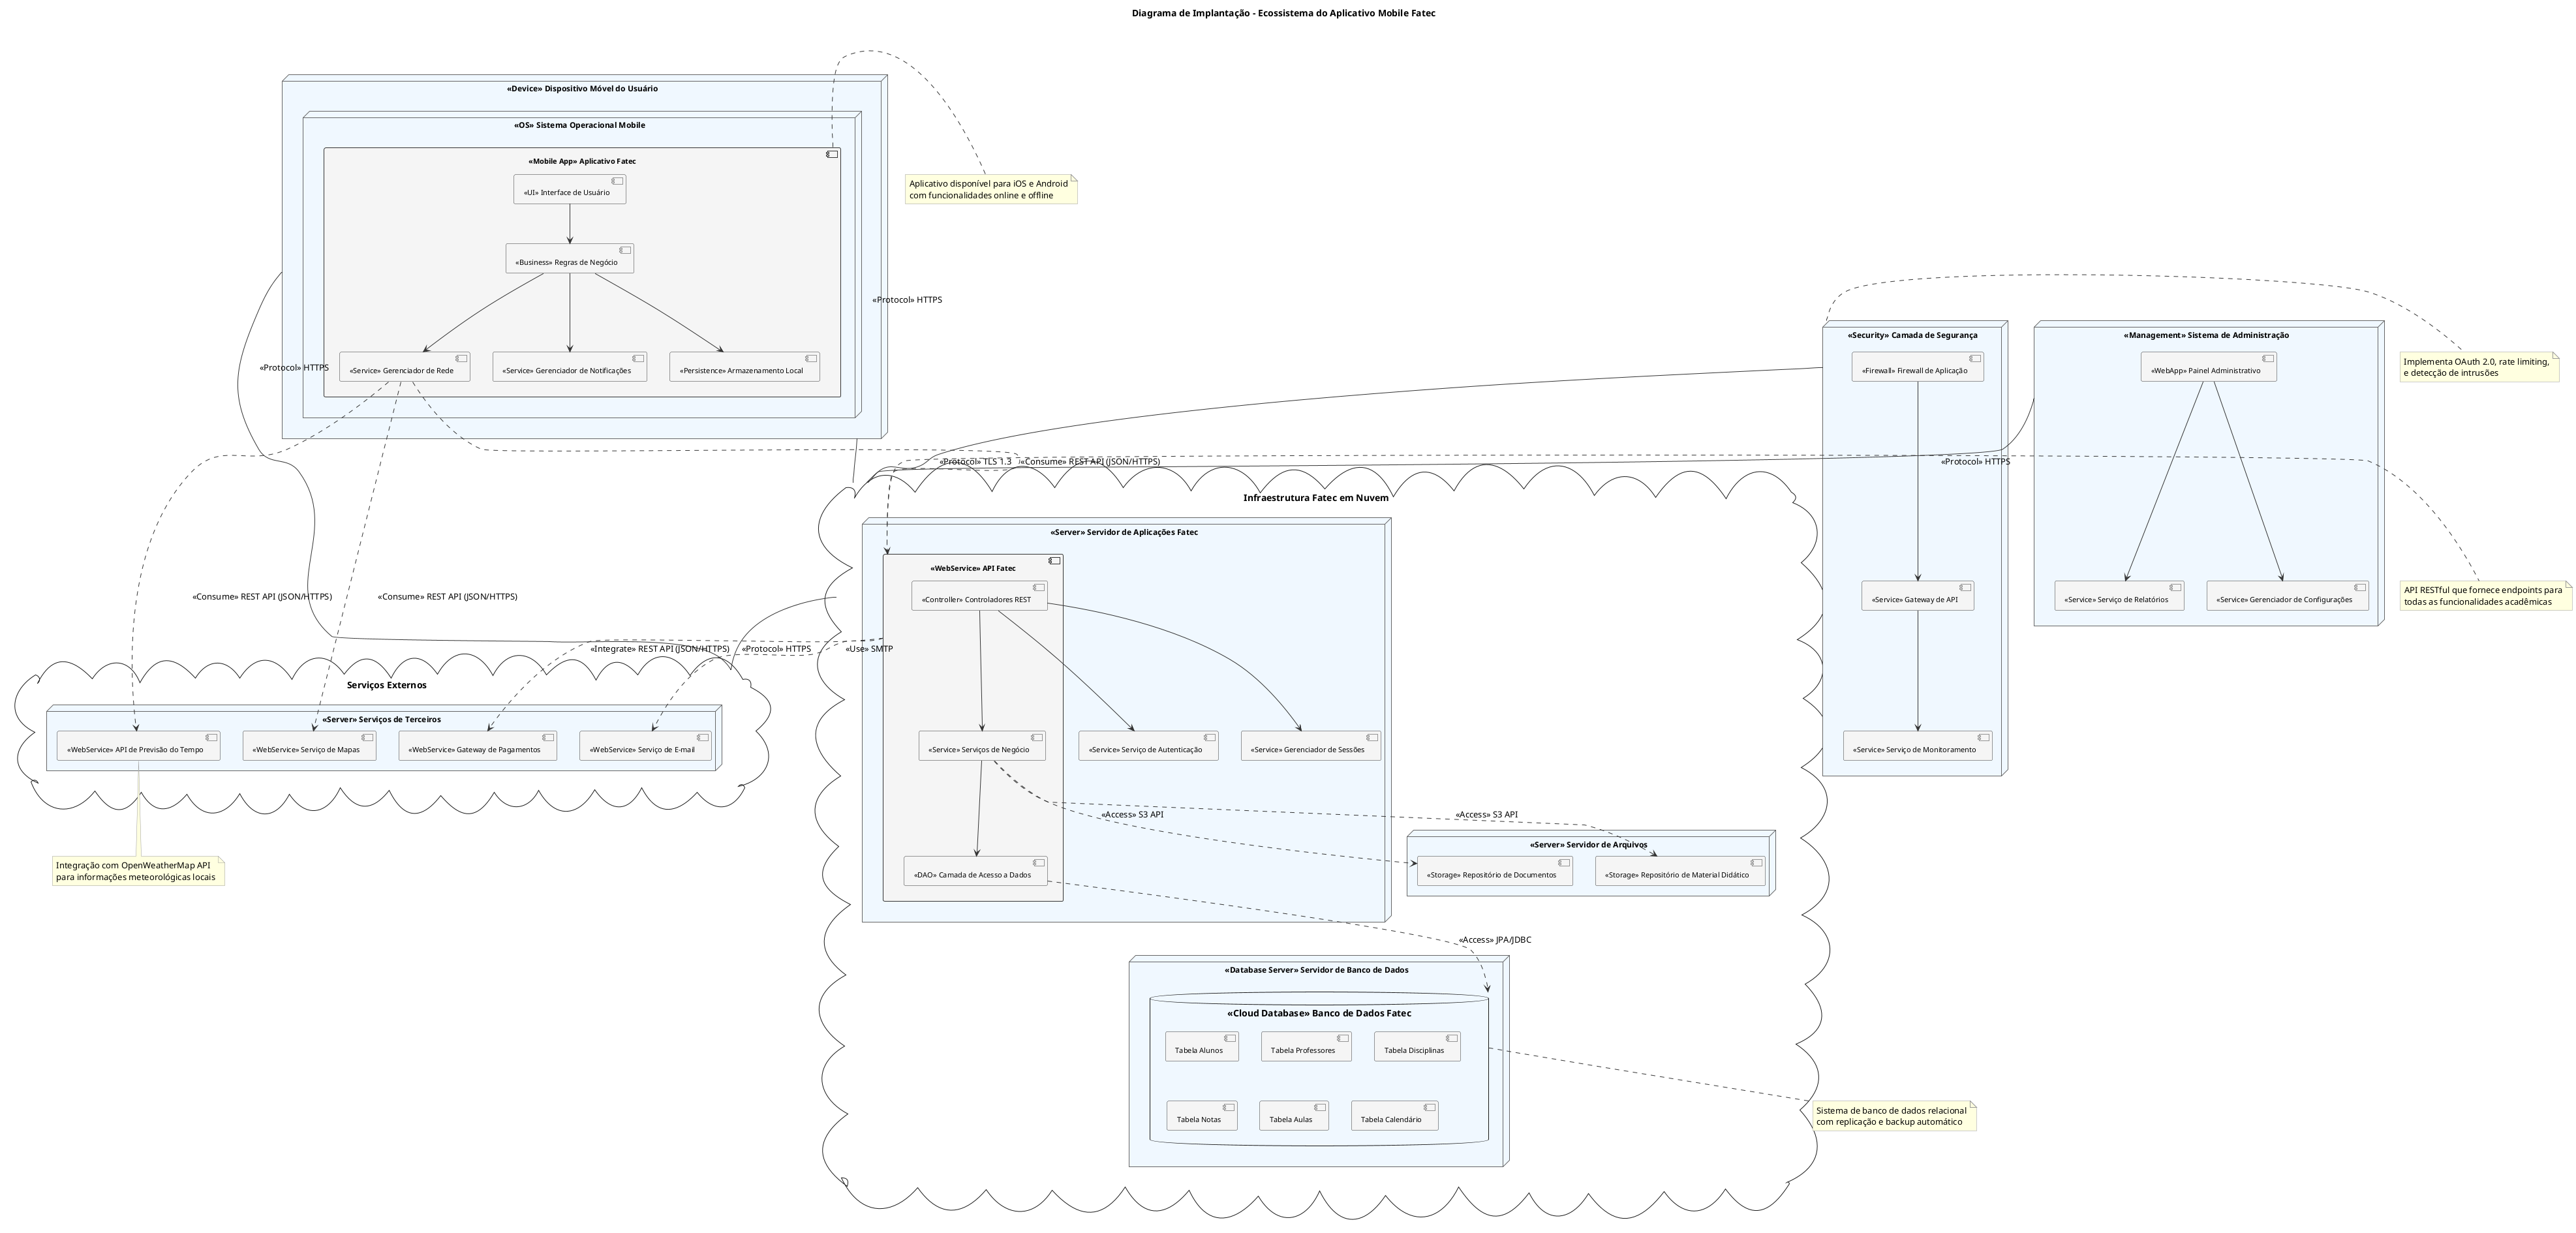 Diagrama de Implantação - Ecossistema do Aplicativo Mobile Fatec
«Device» Dispositivo Móvel do Usuário
«OS» Sistema Operacional Mobile
«Mobile App» Aplicativo Fatec
«UI» Interface de Usuário
«Business» Regras de Negócio
«Service» Gerenciador de Rede
«Service» Gerenciador de Notificações
«Persistence» Armazenamento Local
Aplicativo disponível para iOS e Android
com funcionalidades online e offline
«Protocol» HTTPS
«Protocol» HTTPS
«Security» Camada de Segurança
«Firewall» Firewall de Aplicação
«Service» Gateway de API
«Service» Serviço de Monitoramento
«Management» Sistema de Administração
«WebApp» Painel Administrativo
«Service» Serviço de Relatórios
«Service» Gerenciador de Configurações
Implementa OAuth 2.0, rate limiting,
e detecção de intrusões
«Protocol» TLS 1.3
«Consume» REST API (JSON/HTTPS)
«Protocol» HTTPS
API RESTful que fornece endpoints para
todas as funcionalidades acadêmicas
Infraestrutura Fatec em Nuvem
«Server» Servidor de Aplicações Fatec
«WebService» API Fatec
«Controller» Controladores REST
«Service» Serviços de Negócio
«Service» Serviço de Autenticação
«Service» Gerenciador de Sessões
«DAO» Camada de Acesso a Dados
«Consume» REST API (JSON/HTTPS)
«Consume» REST API (JSON/HTTPS)
«Integrate» REST API (JSON/HTTPS)
«Protocol» HTTPS
«Use» SMTP
Serviços Externos
«Server» Serviços de Terceiros
«WebService» API de Previsão do Tempo
«WebService» Serviço de Mapas
«WebService» Gateway de Pagamentos
«WebService» Serviço de E-mail
Integração com OpenWeatherMap API
para informações meteorológicas locais
«Access» S3 API
«Access» S3 API
«Server» Servidor de Arquivos
«Storage» Repositório de Documentos
«Storage» Repositório de Material Didático
«Access» JPA/JDBC
«Database Server» Servidor de Banco de Dados
«Cloud Database» Banco de Dados Fatec
Tabela Alunos
Tabela Professores
Tabela Disciplinas
Tabela Notas
Tabela Aulas
Tabela Calendário
Sistema de banco de dados relacional
com replicação e backup automático